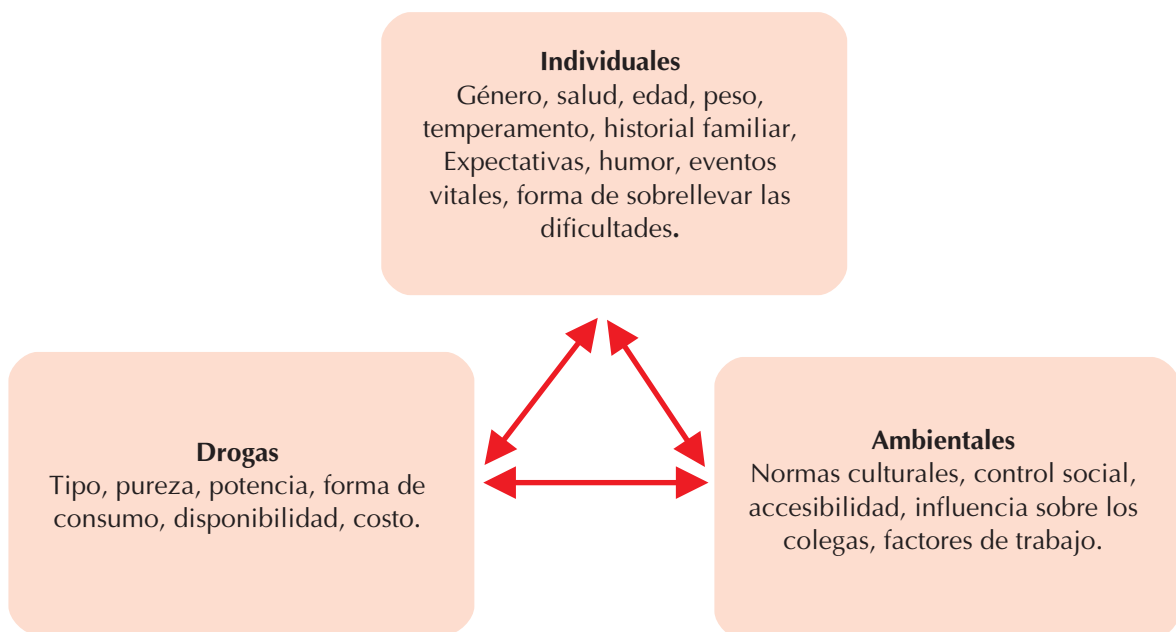 Individuales
Género, salud, edad, peso,
temperamento, historial familiar,
Expectativas, humor, eventos
vitales, forma de sobrellevar las
dificultades.
Drogas
Tipo, pureza, potencia, forma de
consumo, disponibilidad, costo.
Ambientales
Normas culturales, control social,
accesibilidad, influencia sobre los
colegas, factores de trabajo.